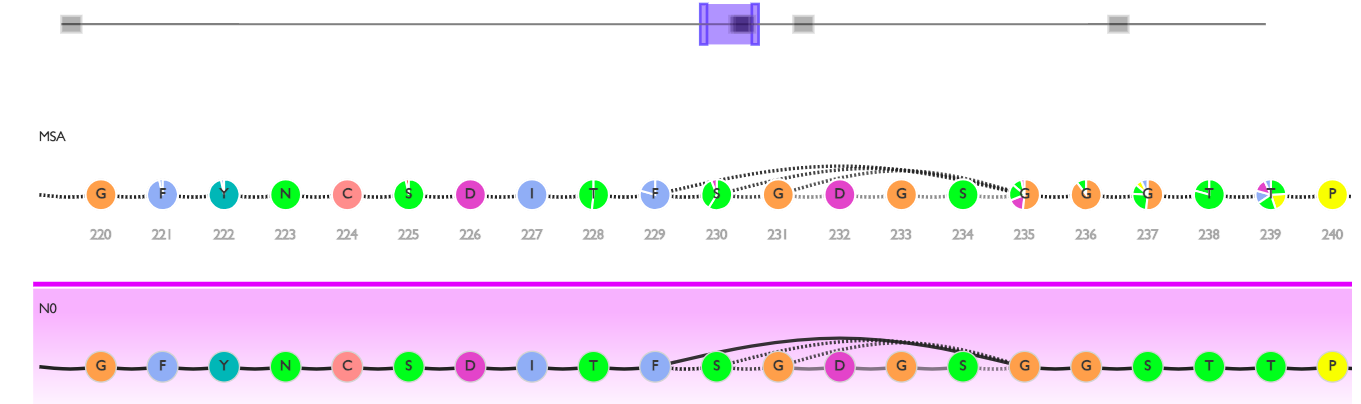 MSA
G F Y N C S D I T F S G D G S G G G T T P
220 221 222 223 224 225 226 227 228 229 230 231 232 233 234 235 236 237 238 239 240
N0
G F Y N C S D I T F S G D G S G G S T T P